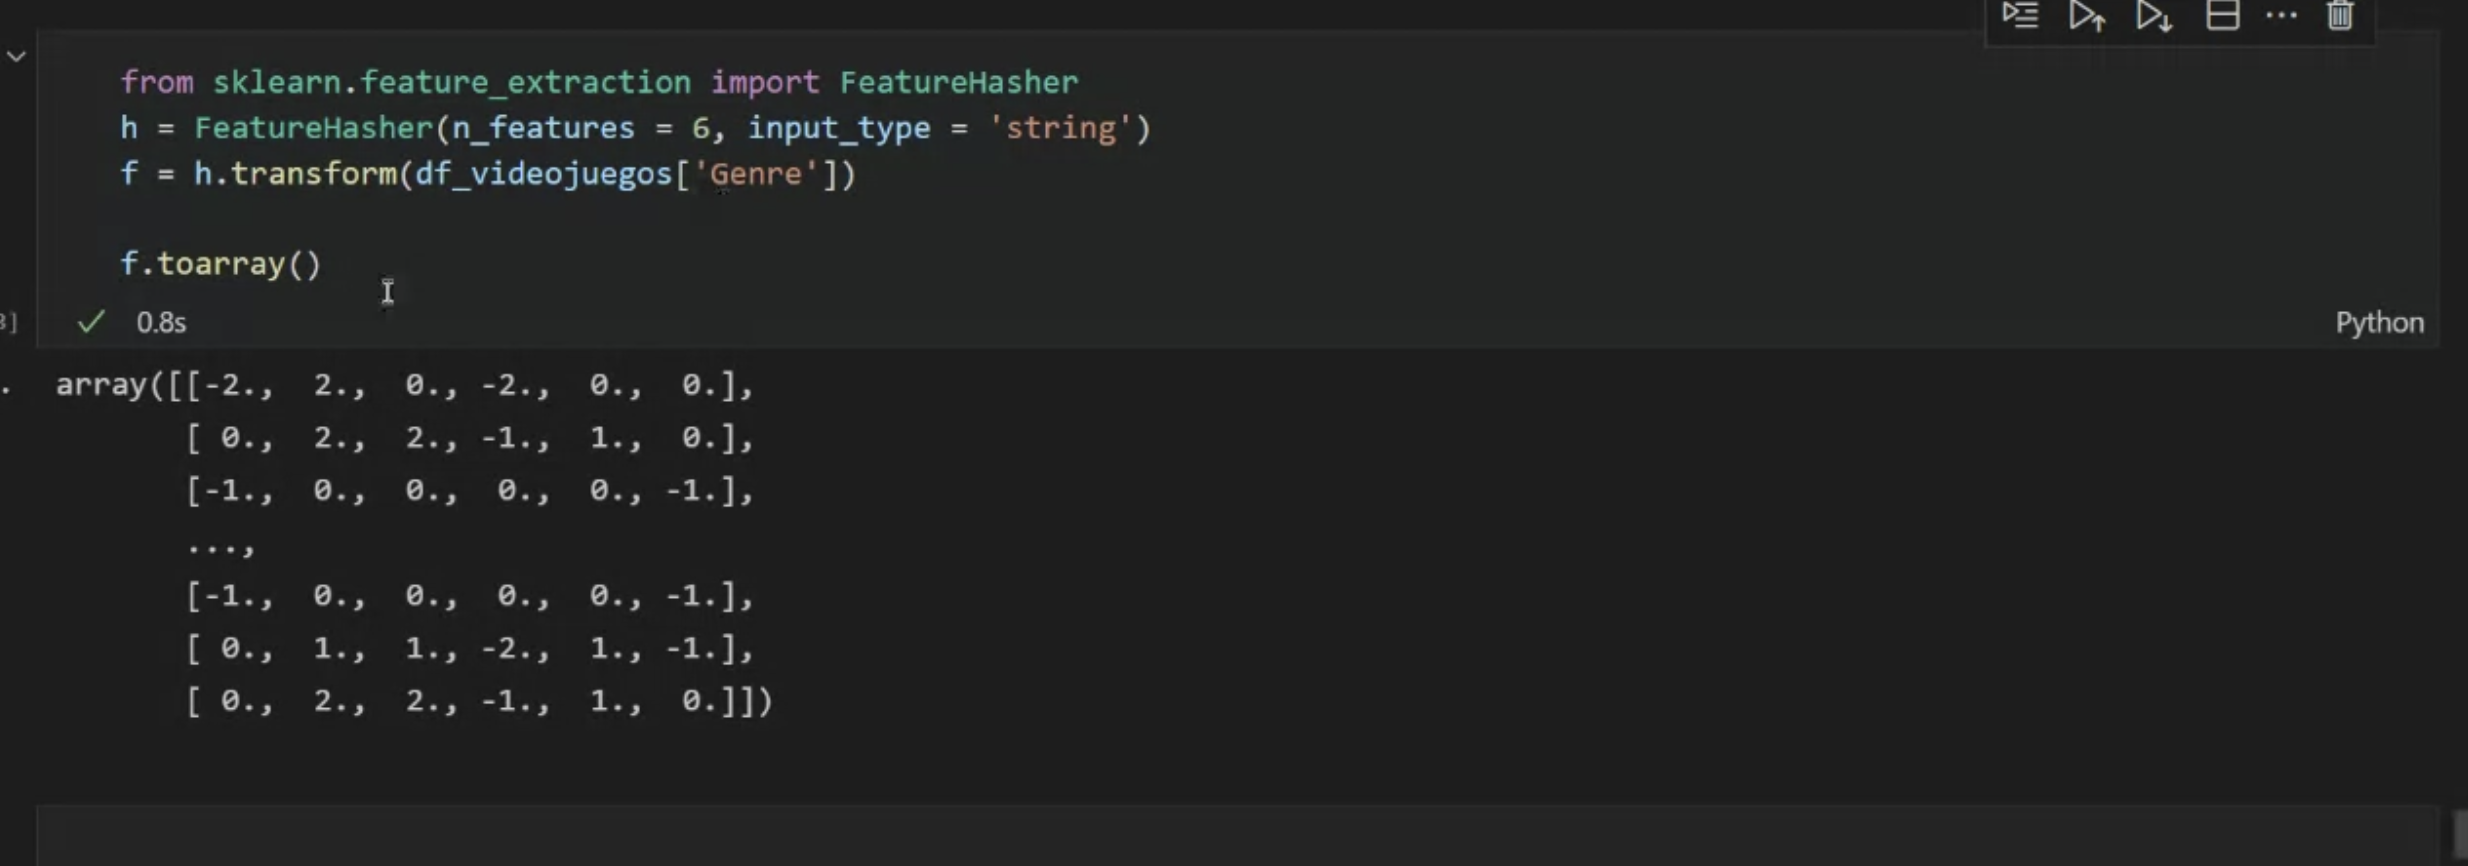 from sklearn.feature_extraction import FeatureHasher
h = FeatureHasher(n_features = 6, input_type = 'string')
f = h.transform(df_videojuegos['Genre'])
f.toarray()
3] ✓ 0.8s Python
. array([[-2., 2., 0., -2., 0., 0.],
[ 0., 2., 2., -1., 1., 0.],
[-1., 0., 0., 0., 0., -1.],
...,
[-1., 0., 0., 0., 0., -1.],
[ 0., 1., 1., -2., 1., -1.],
[ 0., 2., 2., -1., 1., 0.]])